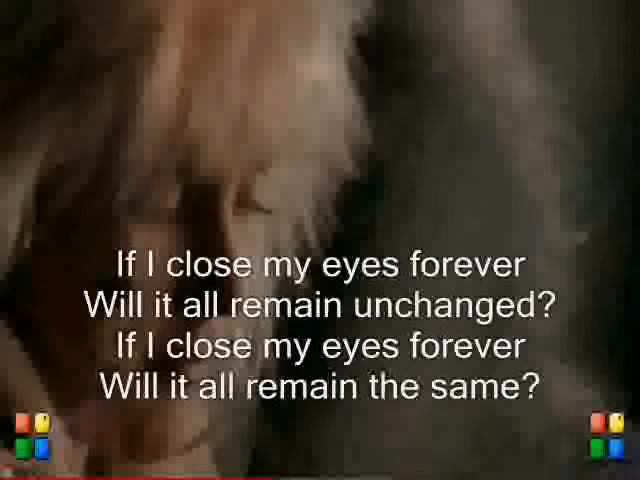 If I close my eyes forever
Will it all remain unchanged?
If I close my eyes forever
Will it all remain the same?